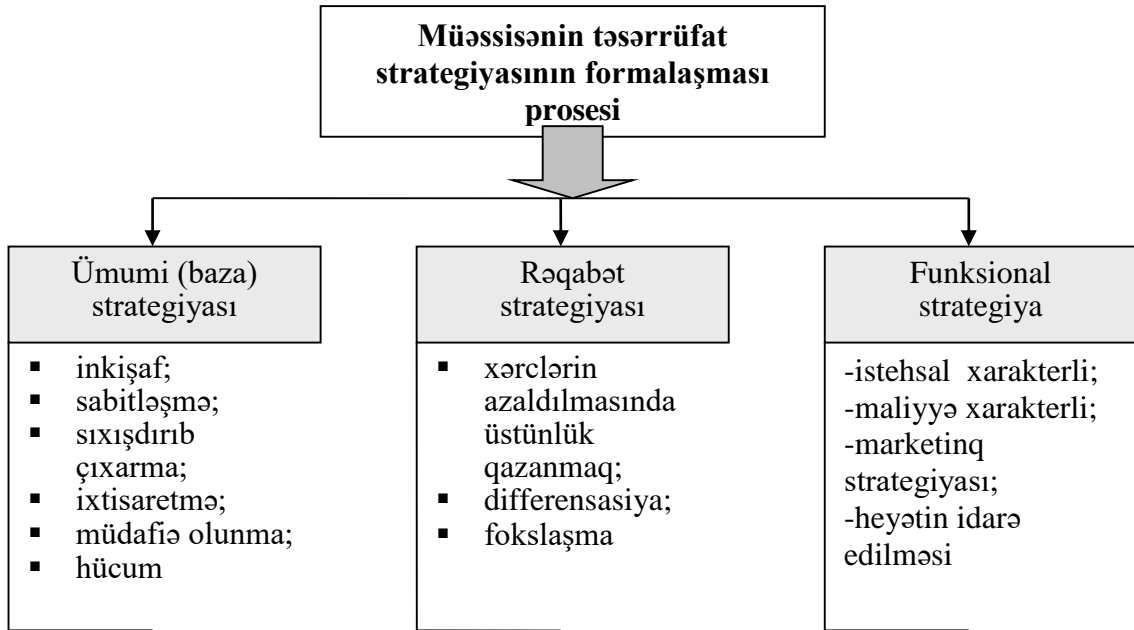 Müəssisənin təsərrüfat
strategiyasının formalaşması
prosesi
Ümumi (baza)
strategiyası
▪ inkişaf;
▪ sabitləşmə;
▪ sıxışdırıb
çıxarma;
▪ ixtisaretmə;
▪ müdafiə olunma;
▪ hücum
Rəqabət
strategiyası
▪ xərclərin
azaldılmasında
üstünlük
qazanmaq;
▪ differensasiya;
▪ fokslaşma
Funksional
strategiya
-istehsal xarakterli;
-maliyyə xarakterli;
-marketinq
strategiyası;
-heyətin idarə
edilməsi